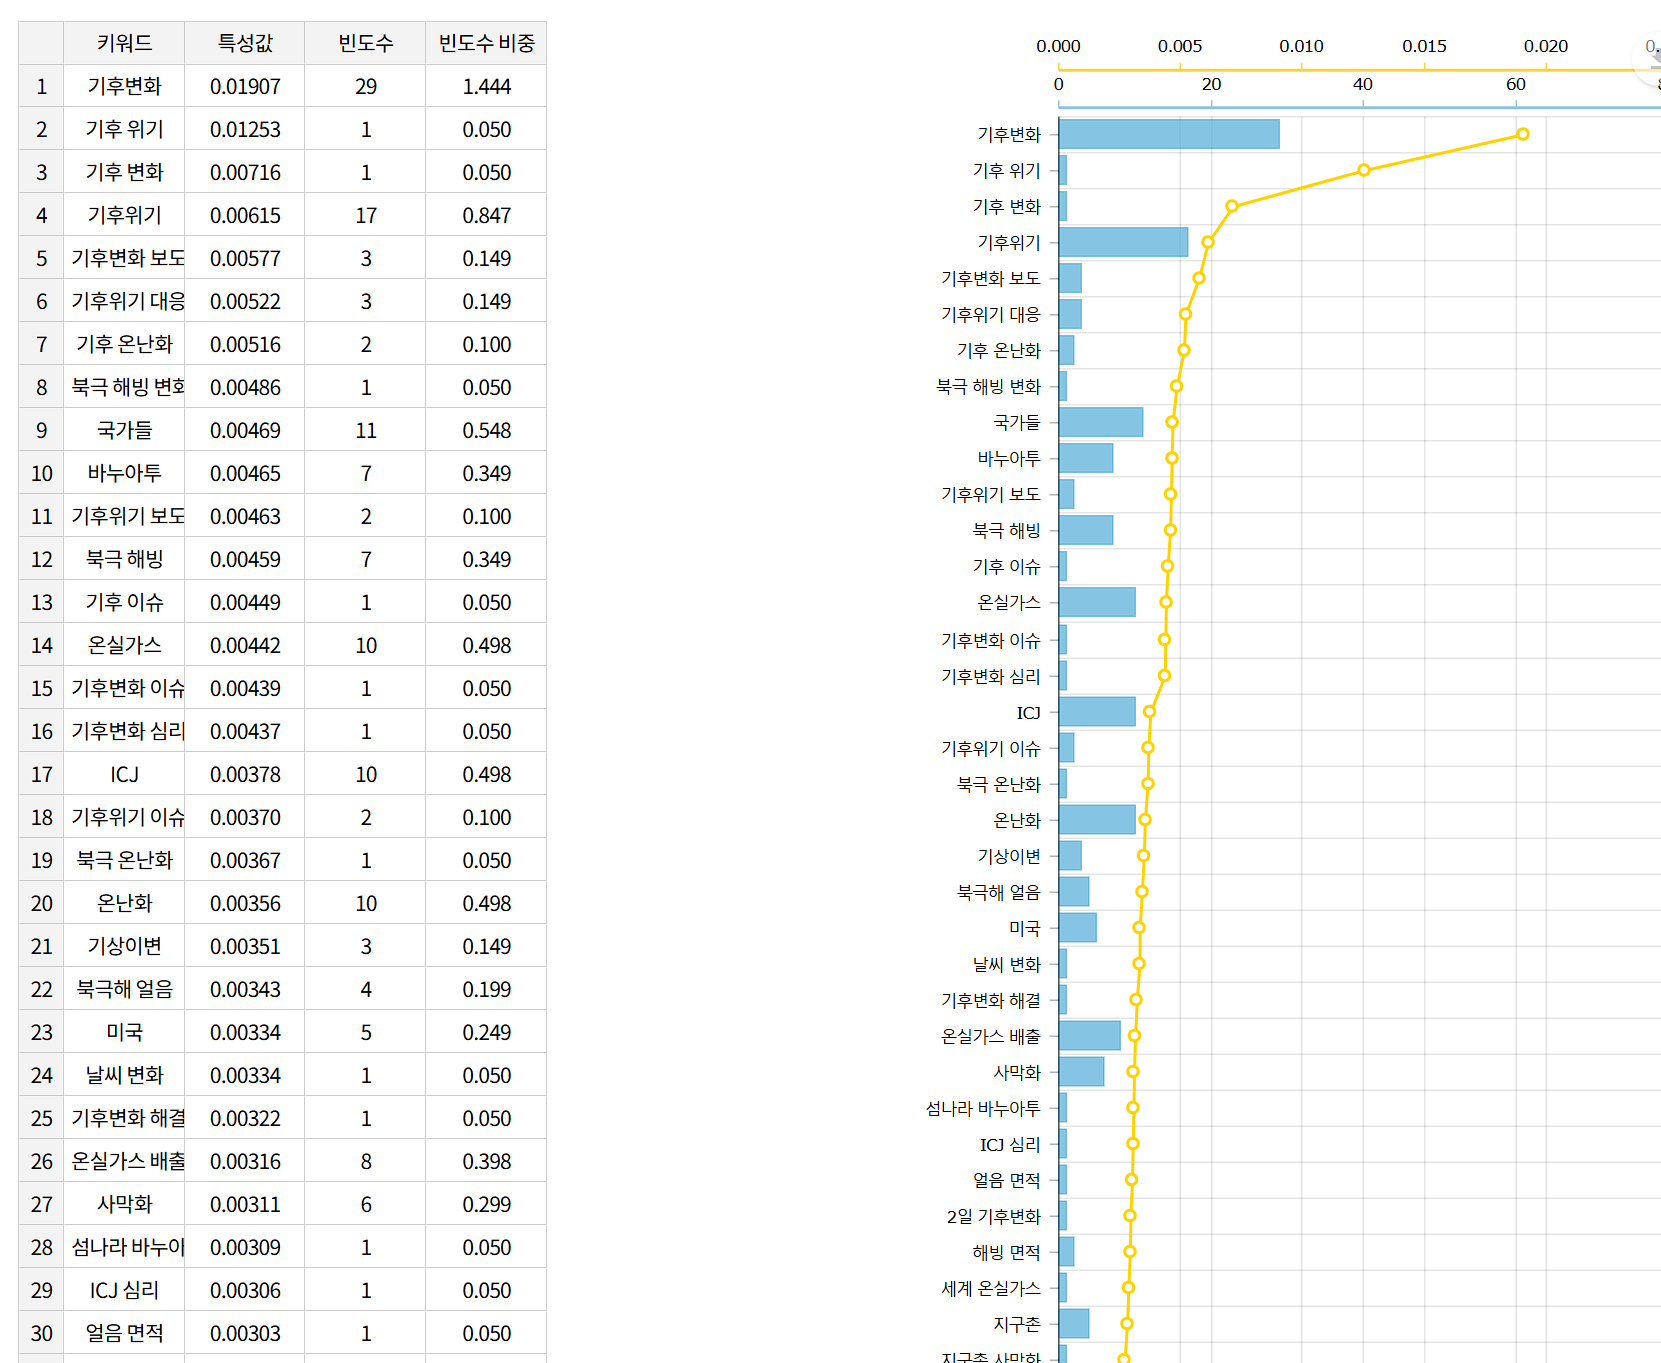 키워드 특성값 빈도수 빈도수 비중
1 기후변화 0.01907 29 1.444
2 기후 위기 0.01253 1 0.050
3 기후 변화 0.00716 1 0.050
4 기후위기 0.00615 17 0.847
5 기후변화 보도 0.00577 3 0.149
6 기후위기 대응 0.00522 3 0.149
7 기후 온난화 0.00516 2 0.100
8 북극 해빙 변화 0.00486 1 0.050
9 국가들 0.00469 11 0.548
10 바누아투 0.00465 7 0.349
11 기후위기 보도 0.00463 2 0.100
12 북극 해빙 0.00459 7 0.349
13 기후 이슈 0.00449 1 0.050
14 온실가스 0.00442 10 0.498
15 기후변화 이슈 0.00439 1 0.050
16 기후변화 심리 0.00437 1 0.050
17 ICJ 0.00378 10 0.498
18 기후위기 이슈 0.00370 2 0.100
19 북극 온난화 0.00367 1 0.050
20 온난화 0.00356 10 0.498
21 기상이변 0.00351 3 0.149
22 북극해 얼음 0.00343 4 0.199
23 미국 0.00334 5 0.249
24 날씨 변화 0.00334 1 0.050
25 기후변화 해결 0.00322 1 0.050
26 온실가스 배출 0.00316 8 0.398
27 사막화 0.00311 6 0.299
28 섬나라 바누아 0.00309 1 0.050
29 ICJ 심리 0.00306 1 0.050
30 얼음 면적 0.00303 1 0.050
0.000 0.005 0.010 0.015 0.020
0 20 40 60
기후변화
기후 위기
기후 변화
기후위기
기후변화 보도
기후위기 대응
기후 온난화
북극 해빙 변화
국가들
바누아투
기후위기 보도
북극 해빙
기후 이슈
온실가스
기후변화 이슈
기후변화 심리
ICJ
기후위기 이슈
북극 온난화
온난화
기상이변
북극해 얼음
미국
날씨 변화
기후변화 해결
온실가스 배출
사막화
섬나라 바누아투
ICJ 심리
얼음 면적
2일 기후변화
해빙 면적
세계 온실가스
지구촌
지구촌 사막화